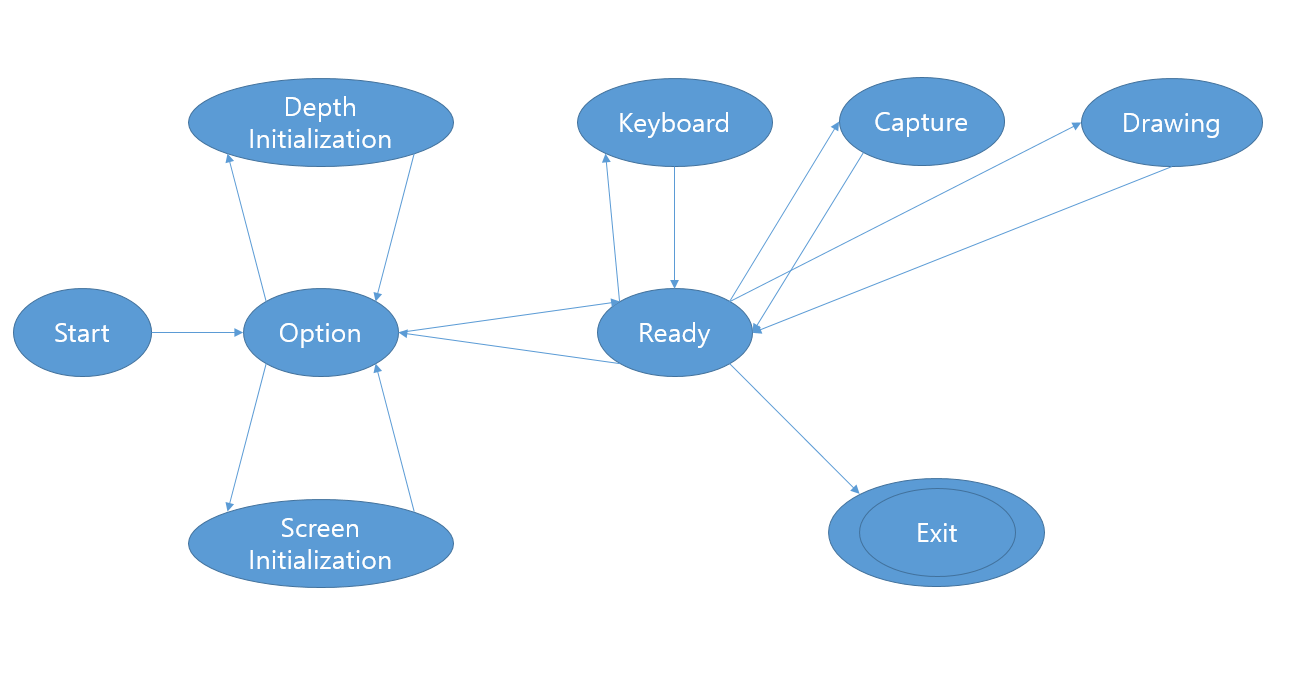 Depth
Initialization
Keyboard
Capture
Drawing
Start
Option
Ready
Screen
Initialization
Exit